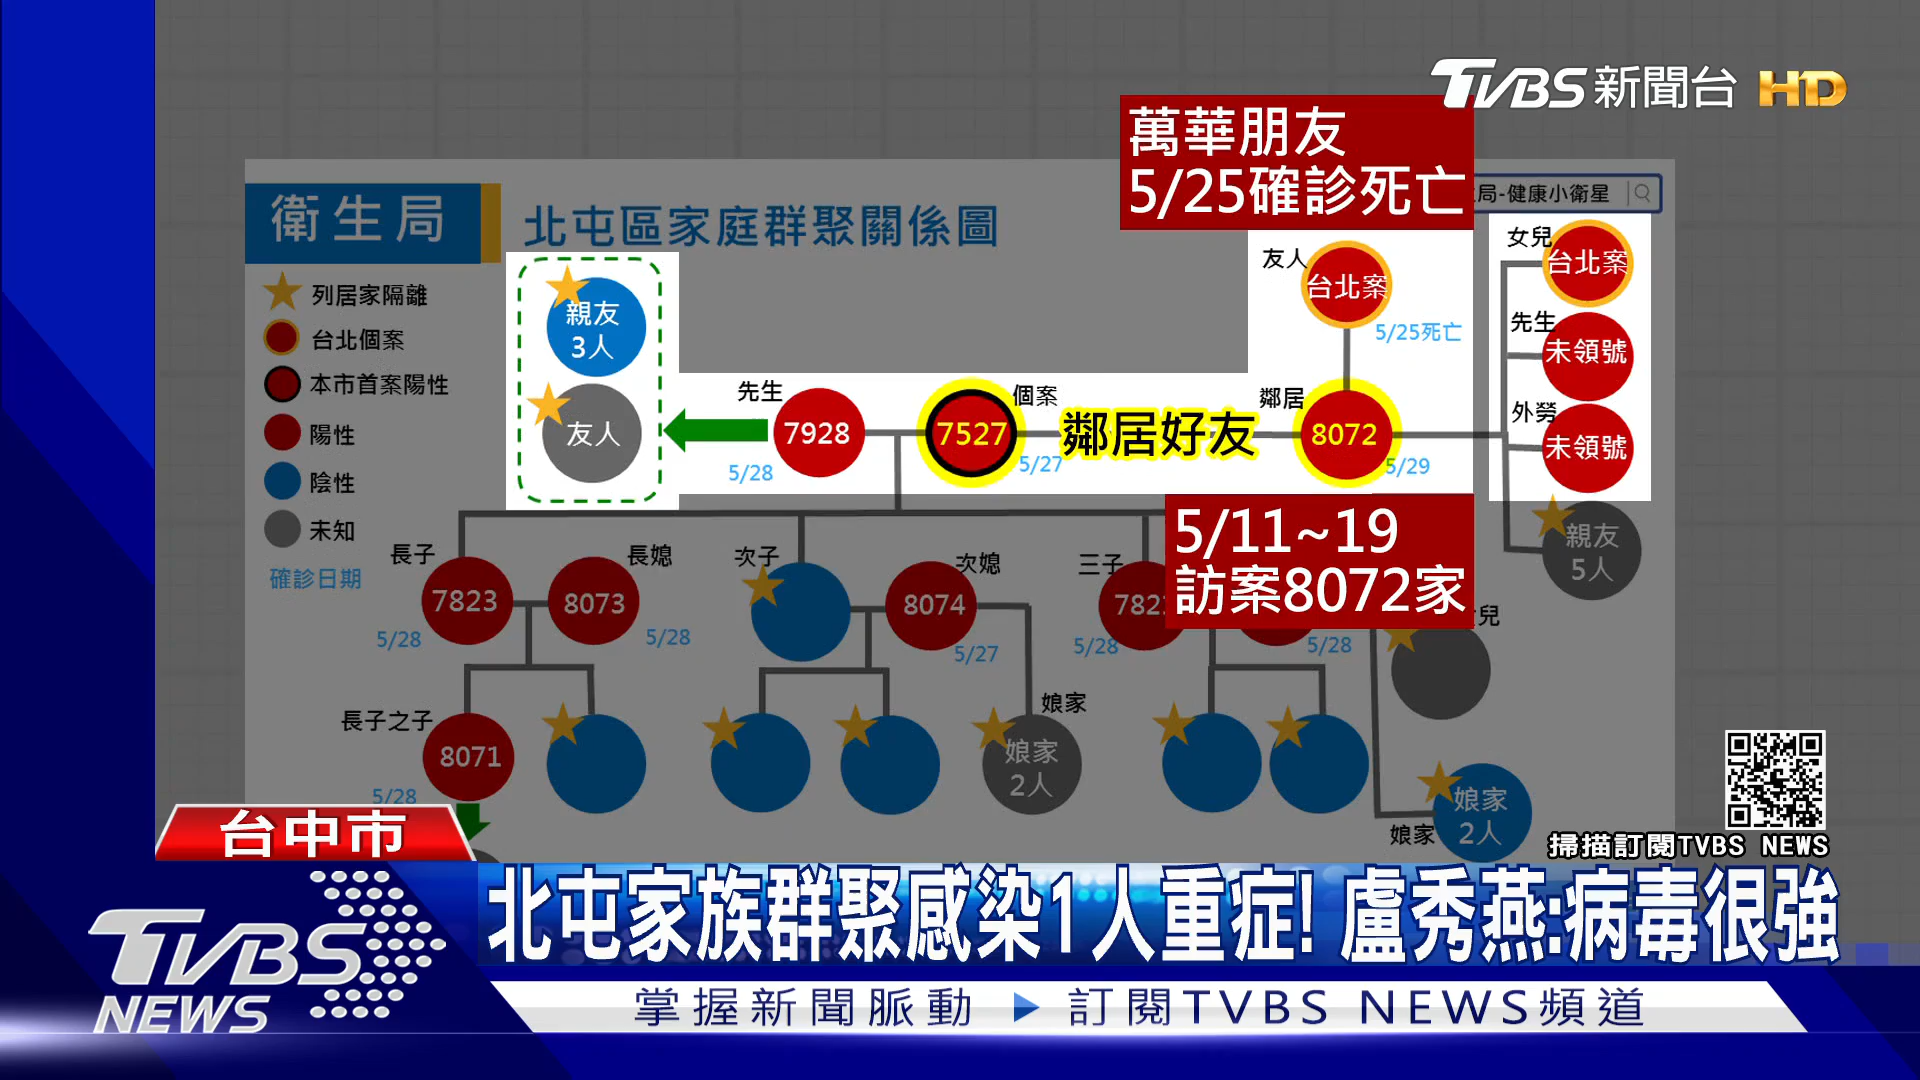 TVBS新聞台 HD
萬華朋友
5/25確診死亡
局-健康小衛星
衛生局
北屯區家庭群聚關係圖
列居家隔離
台北個案
本市首案陽性
陽性
陰性
未知
確診日期
親友
3人
友人
先生
7928
5/28
個案
7527
5/27
鄰居好友
友人
台北案
5/25死亡
鄰居
8072
5/29
女兒
台北案
先生
未領號
外勞
未領號
親友
5人
5/11~19
訪案8072家
長子
7823
5/28
長媳
8073
5/28
次子
次媳
8074
5/27
三子
5/28
5/28
兒
長子之子
8071
5/28
娘家
娘家
2人
娘家
娘家
2人
掃描訂閱TVBS NEWS
台中市
北屯家族群聚感染1人重症! 盧秀燕:病毒很強
TVBS
NEWS
掌握新聞脈動 訂閱TVBS NEWS頻道